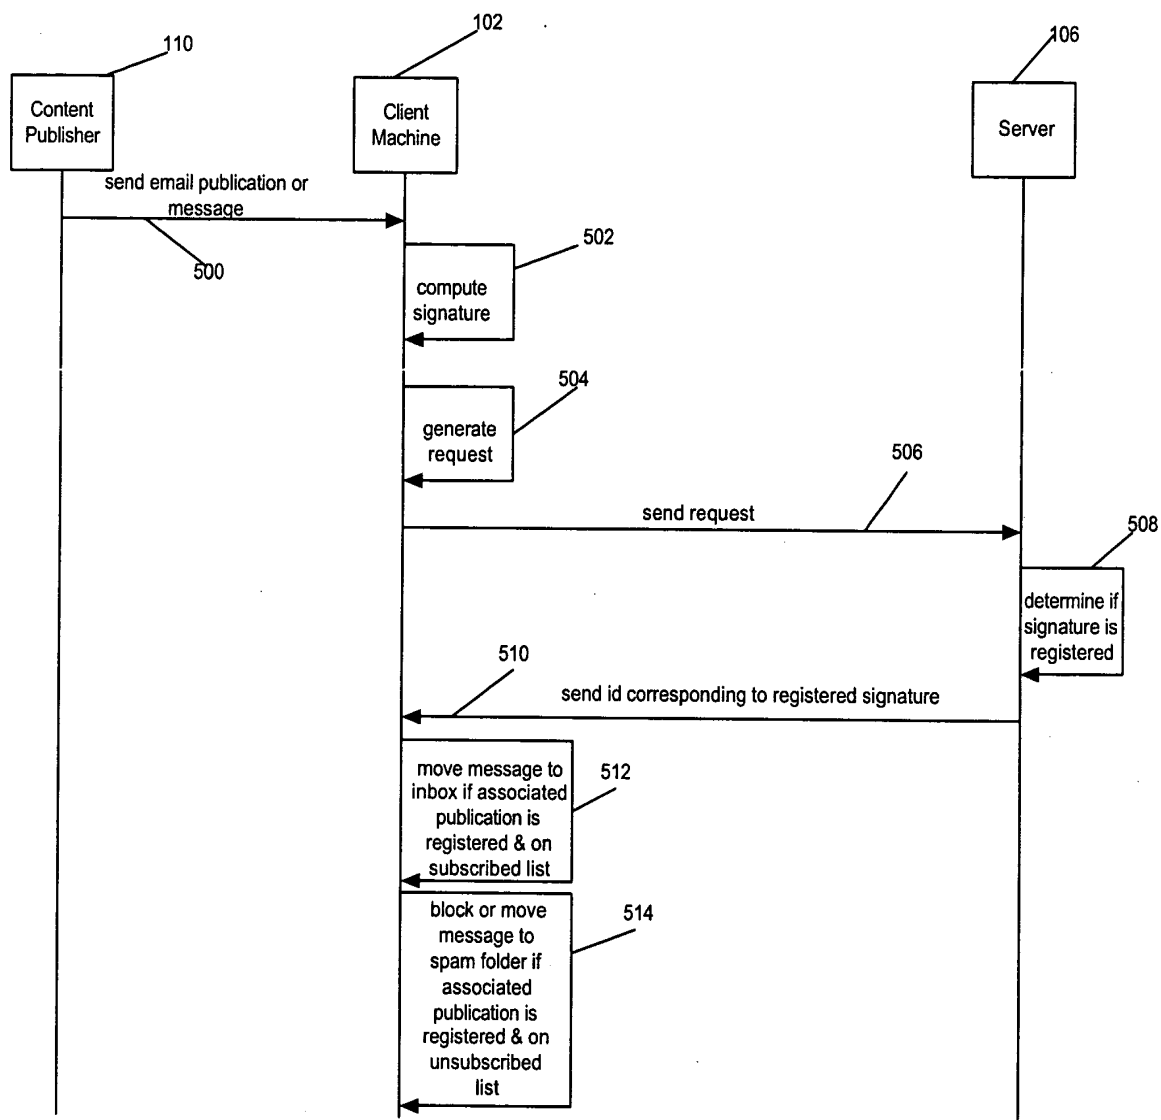 110
102
106
Content
Publisher
Client
Machine
Server
send email publication or
message
500
502
compute
signature
504
generate
request
506
send request
508
determine if
signature is
registered
510
send id corresponding to registered signature
512
move message to
inbox if associated
publication is
registered & on
subscribed list
514
block or move
message to
spam folder if
associated
publication is
registered & on
unsubscribed
list